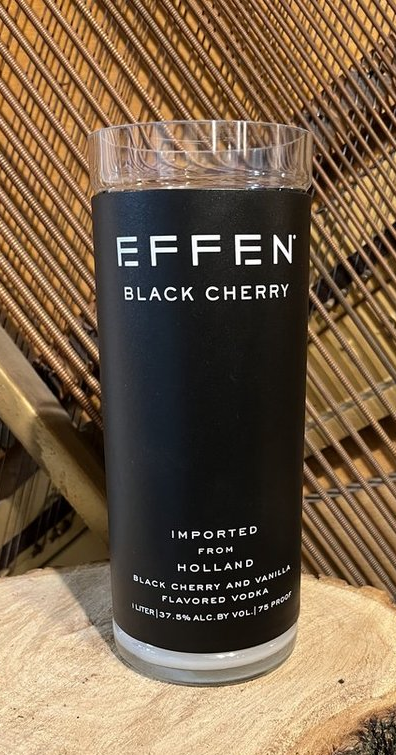 EFFEN
BLACK CHERRY
IMPORTED
FROM
HOLLAND
BLACK CHERRY AND VANILLA
FLAVORED VODKA
1 LITER|37.5% ALC.BY VOL.|75 PROOF